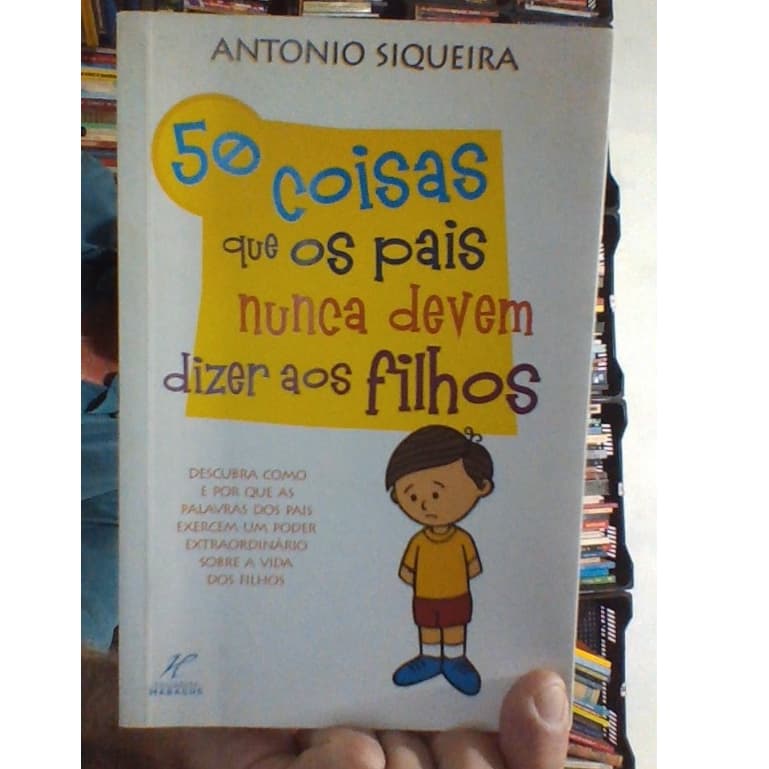 ANTONIO SIQUEIRA
50 coisas
que os pais
nunca devem
dizer aos filhos
DESCUBRA COMO
E POR QUE AS
PALAVRAS DOS PAIS
EXERCEM UM PODER
EXTRAORDINÁRIO
SOBRE A VIDA
DOS FILHOS